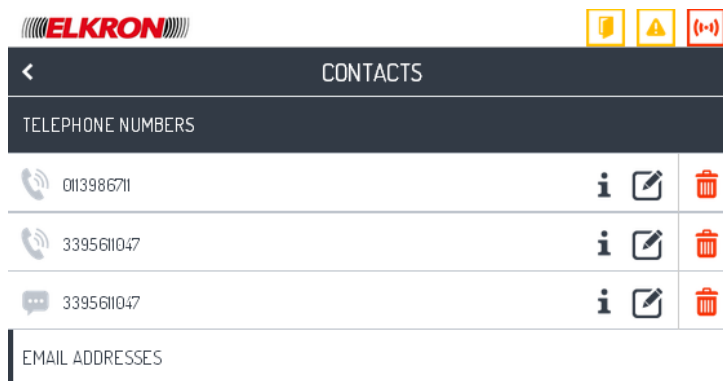 ELKRON
CONTACTS
TELEPHONE NUMBERS
0113986711
3395611047
3395611047
EMAIL ADDRESSES